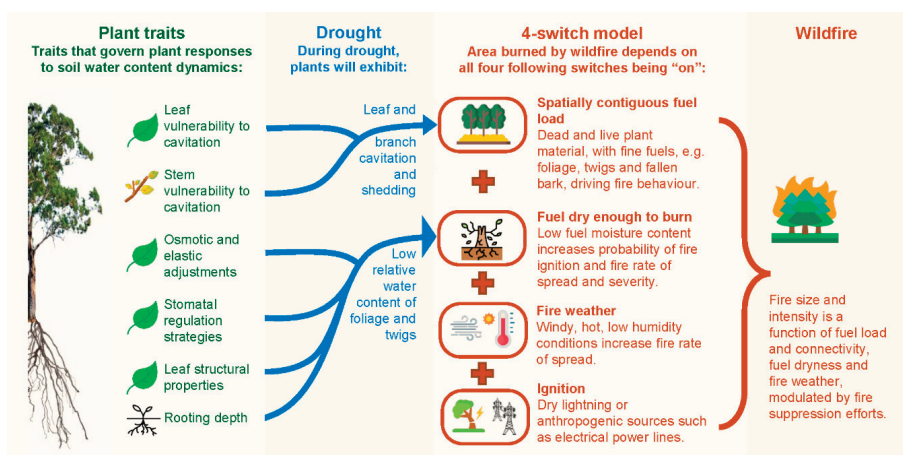 Plant traits
Traits that govern plant responses
to soil water content dynamics:
Leaf
vulnerability to
cavitation
Stem
vulnerability to
cavitation
Osmotic and
elastic
adjustments
Stomatal
regulation
strategies
Leaf structural
properties
Rooting depth
Drought
During drought,
plants will exhibit:
Leaf and
branch
cavitation
and
shedding
Low
relative
water
content of
foliage and
twigs
4-switch model
Area burned by wildfire depends on
all four following switches being “on”:
Spatially contiguous fuel
load
Dead and live plant
material, with fine fuels, e.g.
foliage, twigs and fallen
bark, driving fire behaviour.
Fuel dry enough to burn
Low fuel moisture content
increases probability of fire
ignition and fire rate of
spread and severity.
Fire weather
Windy, hot, low humidity
conditions increase fire rate
of spread.
Ignition
Dry lightning or
anthropogenic sources such
as electrical power lines.
Wildfire
Fire size and
intensity is a
function of fuel load
and connectivity,
fuel dryness and
fire weather,
modulated by fire
suppression efforts.